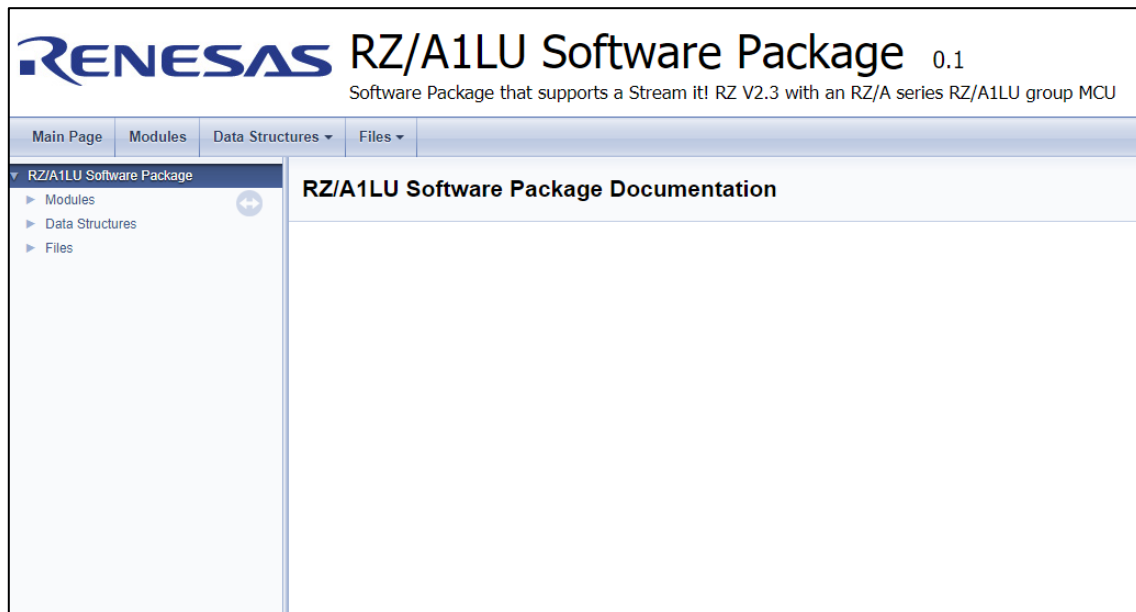 RENESAS
RZ/A1LU Software Package 0.1
Software Package that supports a Stream it! RZ V2.3 with an RZ/A series RZ/A1LU group MCU
Main Page Modules Data Structures Files
RZ/A1LU Software Package
Modules
Data Structures
Files
RZ/A1LU Software Package Documentation